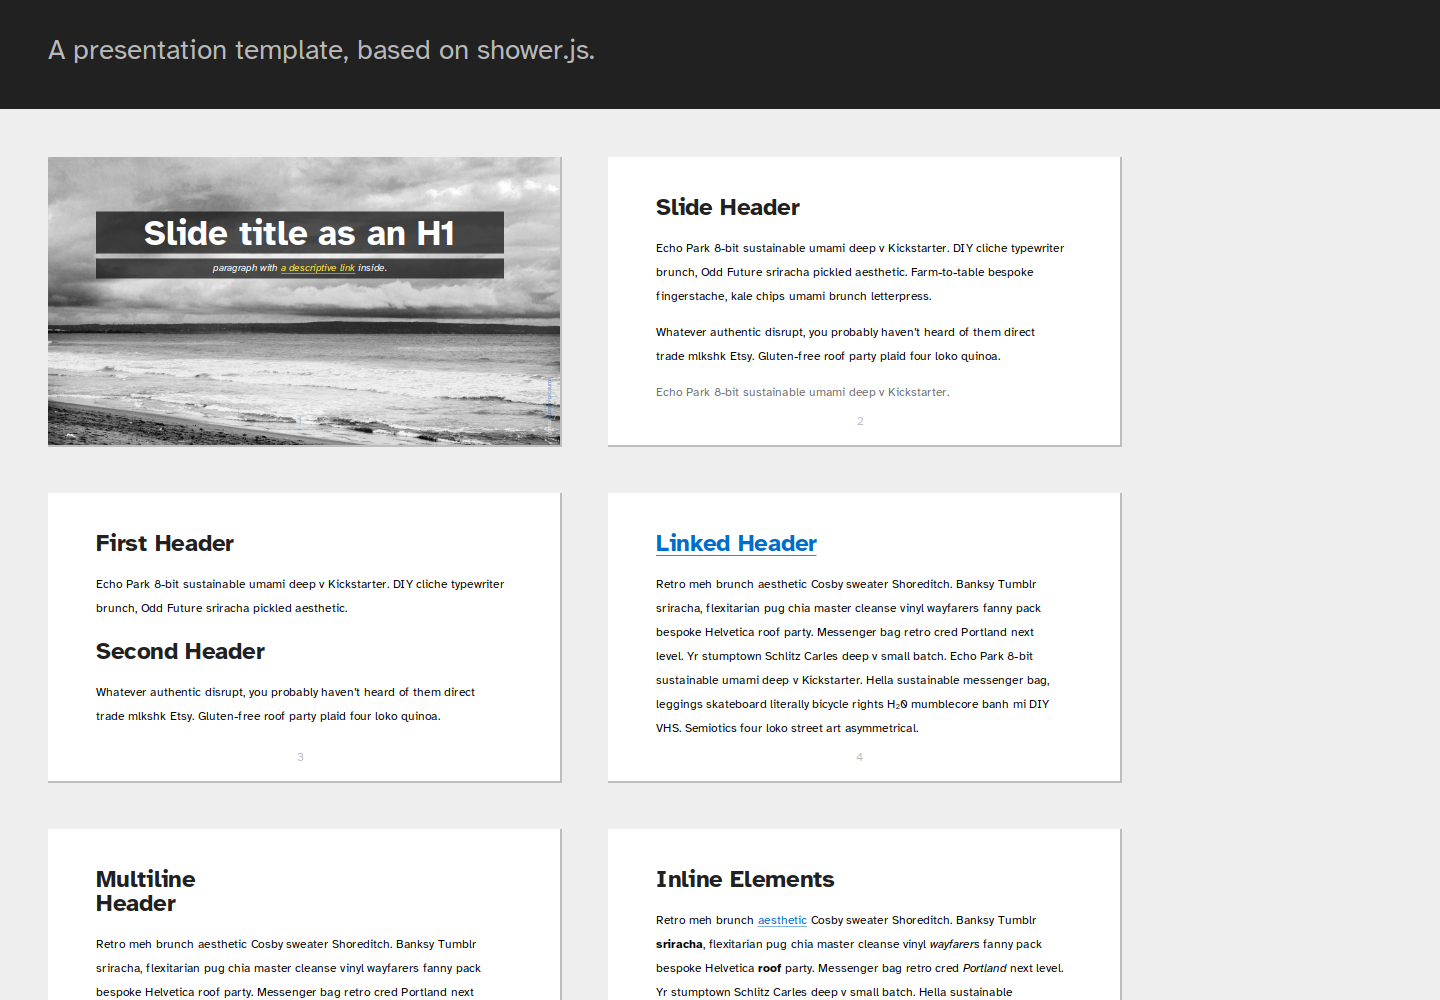 A presentation template, based on shower.js.
Slide title as an H1
paragraph with a descriptive link inside.
Slide Header
Echo Park 8-bit sustainable umami deep v Kickstarter. DIY cliche typewriter
brunch, Odd Future sriracha pickled aesthetic. Farm-to-table bespoke
fingerstache, kale chips umami brunch letterpress.
Whatever authentic disrupt, you probably haven't heard of them direct
trade mlkshk Etsy. Gluten-free roof party plaid four loko quinoa.
Echo Park 8-bit sustainable umami deep v Kickstarter.
2
First Header
Echo Park 8-bit sustainable umami deep v Kickstarter. DIY cliche typewriter
brunch, Odd Future sriracha pickled aesthetic.
Second Header
Whatever authentic disrupt, you probably haven't heard of them direct
trade mlkshk Etsy. Gluten-free roof party plaid four loko quinoa.
3
Linked Header
Retro meh brunch aesthetic Cosby sweater Shoreditch. Banksy Tumblr
sriracha, flexitarian pug chia master cleanse vinyl wayfarers fanny pack
bespoke Helvetica roof party. Messenger bag retro cred Portland next
level. Yr stumptown Schlitz Carles deep v small batch. Echo Park 8-bit
sustainable umami deep v Kickstarter. Hella sustainable messenger bag,
leggings skateboard literally bicycle rights H₂0 mumblecore banh mi DIY
VHS. Semiotics four loko street art asymmetrical.
4
Multiline
Header
Retro meh brunch aesthetic Cosby sweater Shoreditch. Banksy Tumblr
sriracha, flexitarian pug chia master cleanse vinyl wayfarers fanny pack
bespoke Helvetica roof party. Messenger bag retro cred Portland next
Inline Elements
Retro meh brunch aesthetic Cosby sweater Shoreditch. Banksy Tumblr
sriracha, flexitarian pug chia master cleanse vinyl wayfarers fanny pack
bespoke Helvetica roof party. Messenger bag retro cred Portland next level.
Yr stumptown Schlitz Carles deep v small batch. Hella sustainable